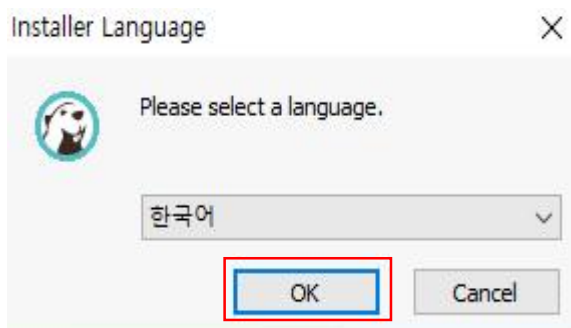 Installer Language
Please select a language.
한국어
OK
Cancel